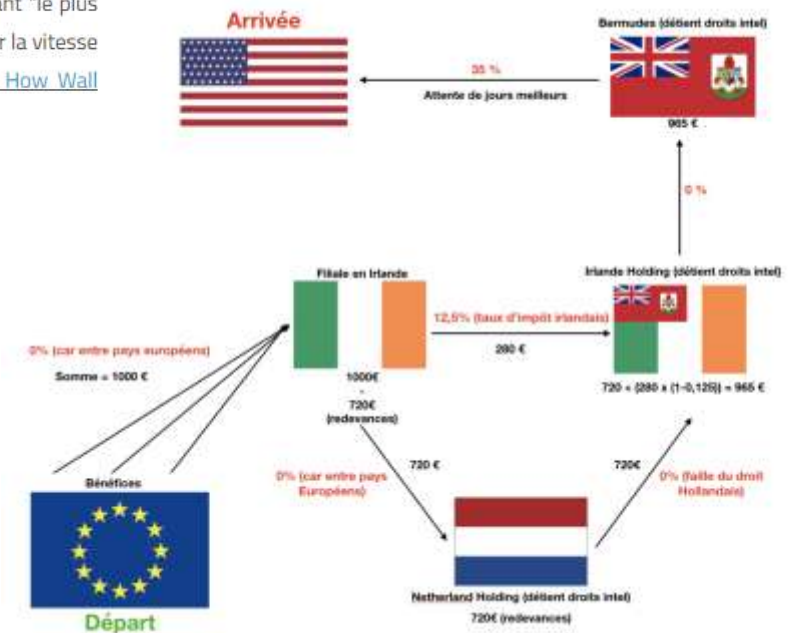 ant "le plus
r la vitesse
How Wall
Arrivée
Bermudes (détient droits intel)
35 %
Attente de jours meilleurs
965 €
0 %
Filiale en Irlande
Irlande Holding (détient droits intel)
12,5% (taux d'impôt irlandais)
280 €
0% (car entre pays européens)
Somme = 1000 €
1000€
-
720€
(redevances)
720 + (280 x (1-0,125)) = 965 €
Bénéfices
0% (car entre pays
Européens)
720 €
720€
0% (faille du droit
Hollandais)
Netherland Holding (détient droits intel)
720€ (redevances)
Départ